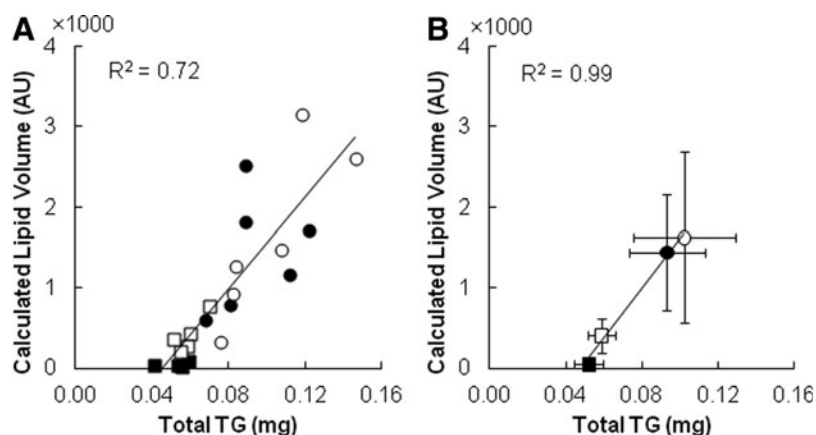 A
×1000
R² = 0.72
Calculated Lipid Volume (AU)
4
3
2
1
0
0.00 0.04 0.08 0.12 0.16
Total TG (mg)
B
×1000
R² = 0.99
Calculated Lipid Volume (AU)
4
3
2
1
0
0.00 0.04 0.08 0.12 0.16
Total TG (mg)